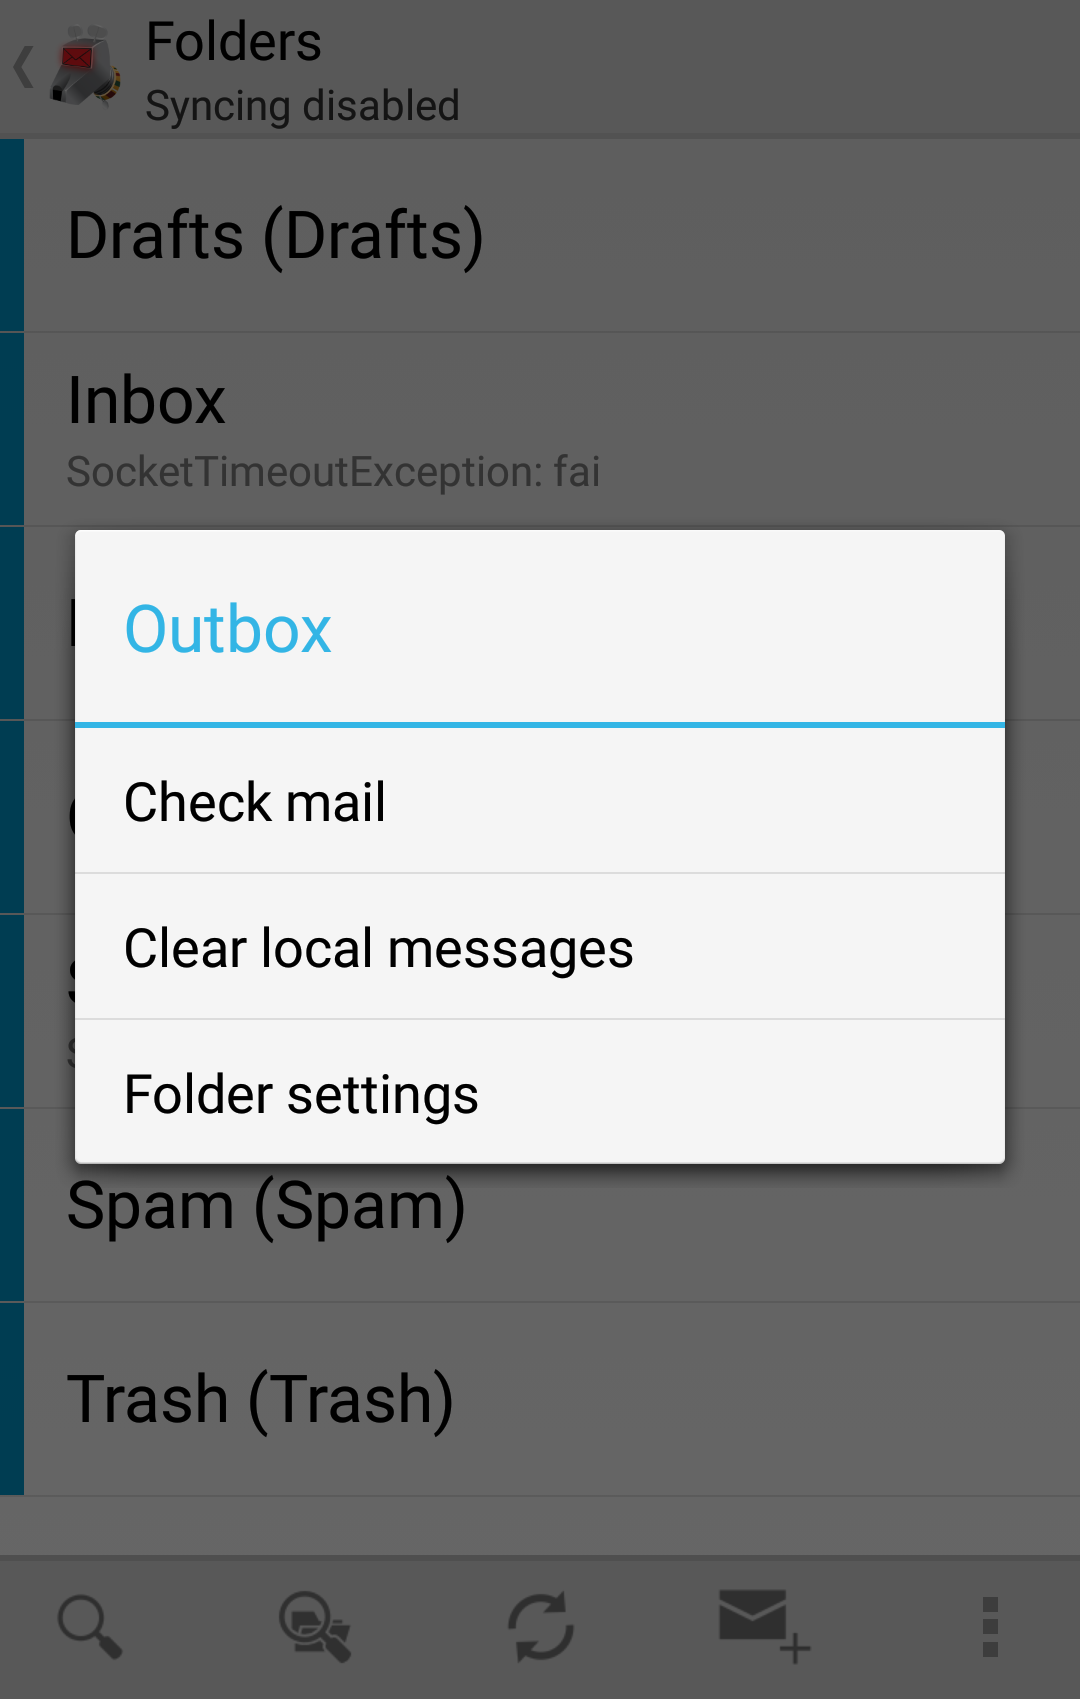 Folders
Syncing disabled
Drafts (Drafts)
Inbox
SocketTimeoutException: fai
Outbox
Check mail
Clear local messages
Folder settings
Spam (Spam)
Trash (Trash)